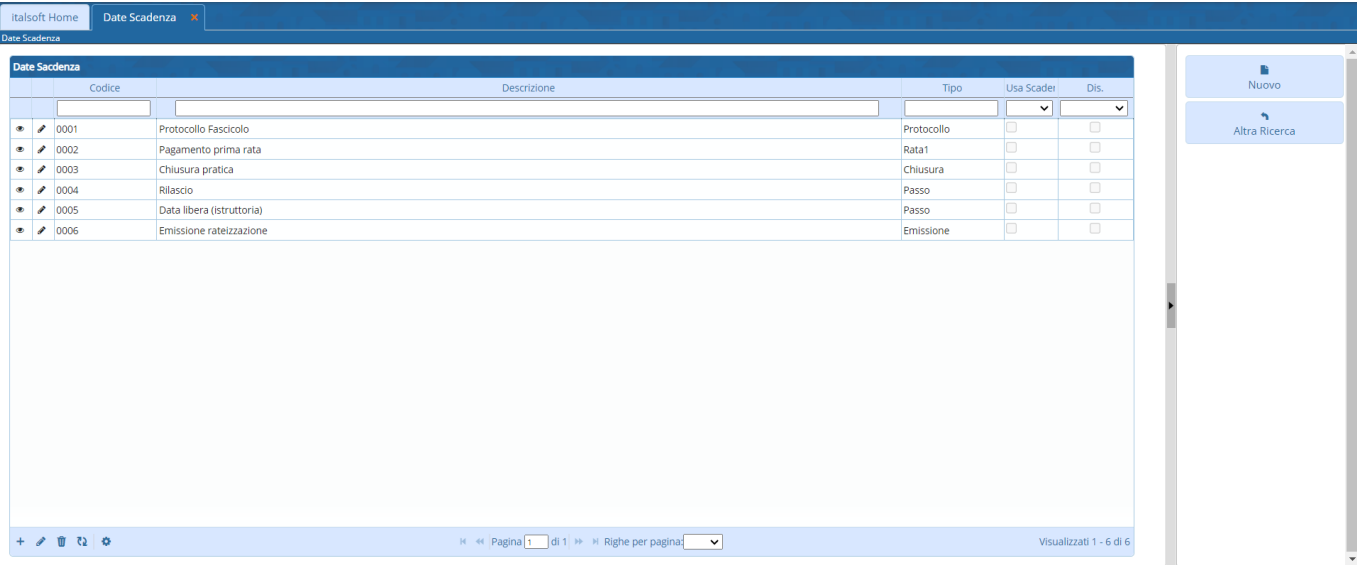 italsoft Home
Date Scadenza
Date Scadenza
Date Sacdenza
Codice Descrizione Tipo Usa Scader Dis.
0001 Protocollo Fascicolo Protocollo
0002 Pagamento prima rata Rata1
0003 Chiusura pratica Chiusura
0004 Rilascio Passo
0005 Data libera (istruttoria) Passo
0006 Emissione rateizzazione Emissione
Pagina 1 di 1 Righe per pagina: Visualizzati 1 - 6 di 6
Nuovo
Altra Ricerca